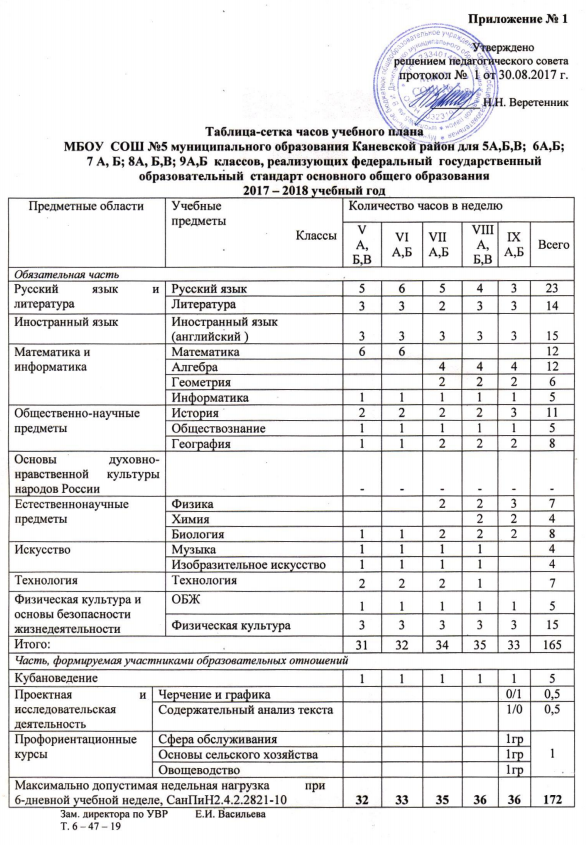 Приложение № 1
Утверждено
решением педагогического совета
протокол № 1 от 30.08.2017 г.
Н.Н. Веретенник
Таблица-сетка часов учебного плана
МБОУ СОШ №5 муниципального образования Каневской район для 5А,Б,В; 6А,Б;
7 А, Б; 8А, Б,В; 9А,Б классов, реализующих федеральный государственный
образовательный стандарт основного общего образования
2017 – 2018 учебный год
Предметные области Учебные предметы Классы Количество часов в неделю
V А, Б,В VI А,Б VII А,Б VIII А, Б,В IX А,Б Всего
Обязательная часть
Русский язык и литература Русский язык 5 6 5 4 3 23
Литература 3 3 2 3 3 14
Иностранный язык Иностранный язык (английский ) 3 3 3 3 3 15
Математика и информатика Математика 6 6 12
Алгебра 4 4 4 12
Геометрия 2 2 2 6
Информатика 1 1 1 1 1 5
Общественно-научные предметы История 2 2 2 2 3 11
Обществознание 1 1 1 1 1 5
География 1 1 2 2 2 8
Основы духовно-нравственной культуры народов России - - - - - -
Естественнонаучные предметы Физика 2 2 3 7
Химия 2 2 4
Биология 1 1 2 2 2 8
Искусство Музыка 1 1 1 1 4
Изобразительное искусство 1 1 1 1 4
Технология Технология 2 2 2 1 7
Физическая культура и основы безопасности жизнедеятельности ОБЖ 1 1 1 1 1 5
Физическая культура 3 3 3 3 3 15
Итого: 31 32 34 35 33 165
Часть, формируемая участниками образовательных отношений
Кубановедение 1 1 1 1 1 5
Проектная и исследовательская деятельность Черчение и графика 0/1 0,5
Содержательный анализ текста 1/0 0,5
Профориентационные курсы Сфера обслуживания 1гр 1
Основы сельского хозяйства 1гр
Овощеводство 1гр
Максимально допустимая недельная нагрузка при
6-дневной учебной неделе, СанПиН2.4.2.2821-10 32 33 35 36 36 172
Зам. директора по УВР Е.И. Васильева
Т. 6 – 47 – 19